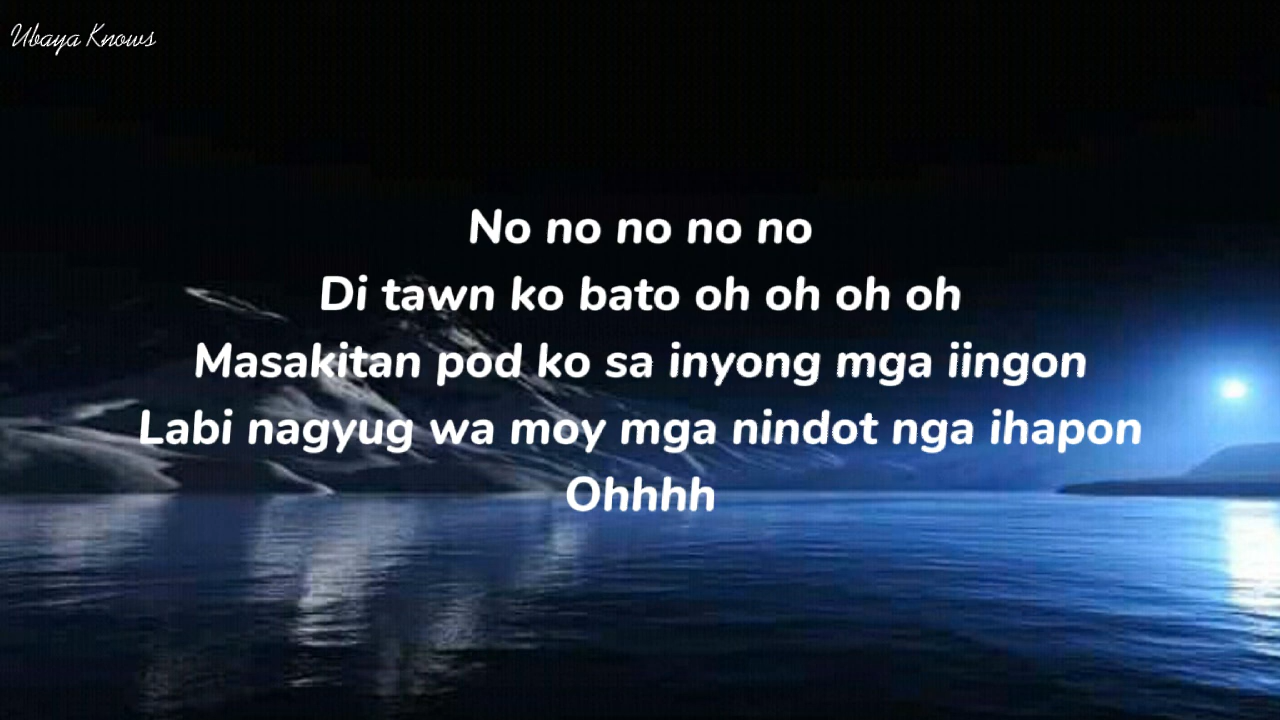 Ubaya Knows
No no no no no
Di tawn ko bato oh oh oh oh
Masakitan pod ko sa inyong mga iingon
Labi nagyug wa moy mga nindot nga ihapon
Ohhhh